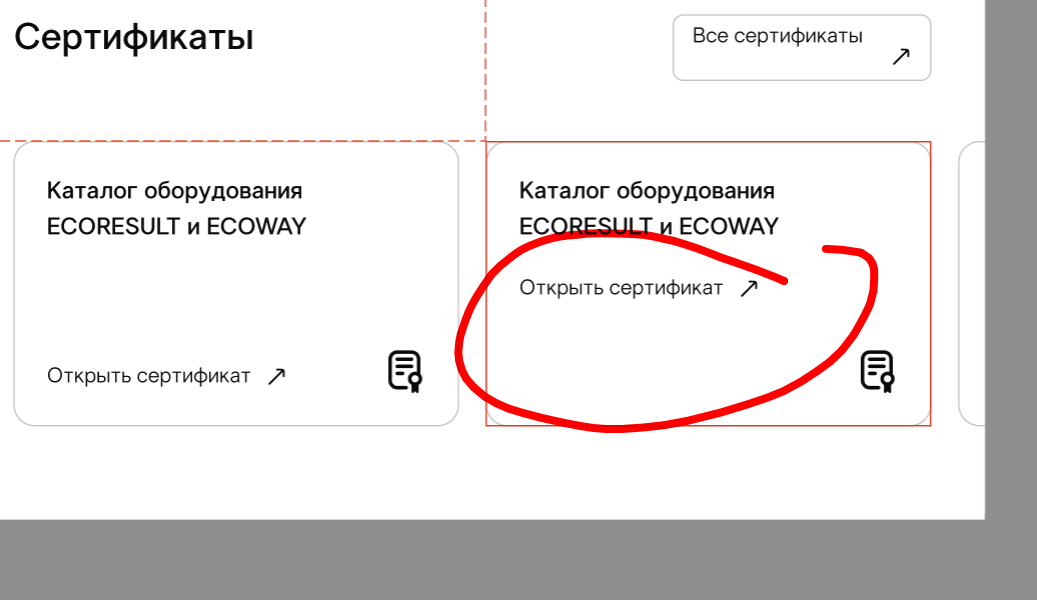 Сертификаты
Все сертификаты
Каталог оборудования
ECORESULT и ECOWAY
Открыть сертификат
Каталог оборудования
ECORESULT и ECOWAY
Открыть сертификат